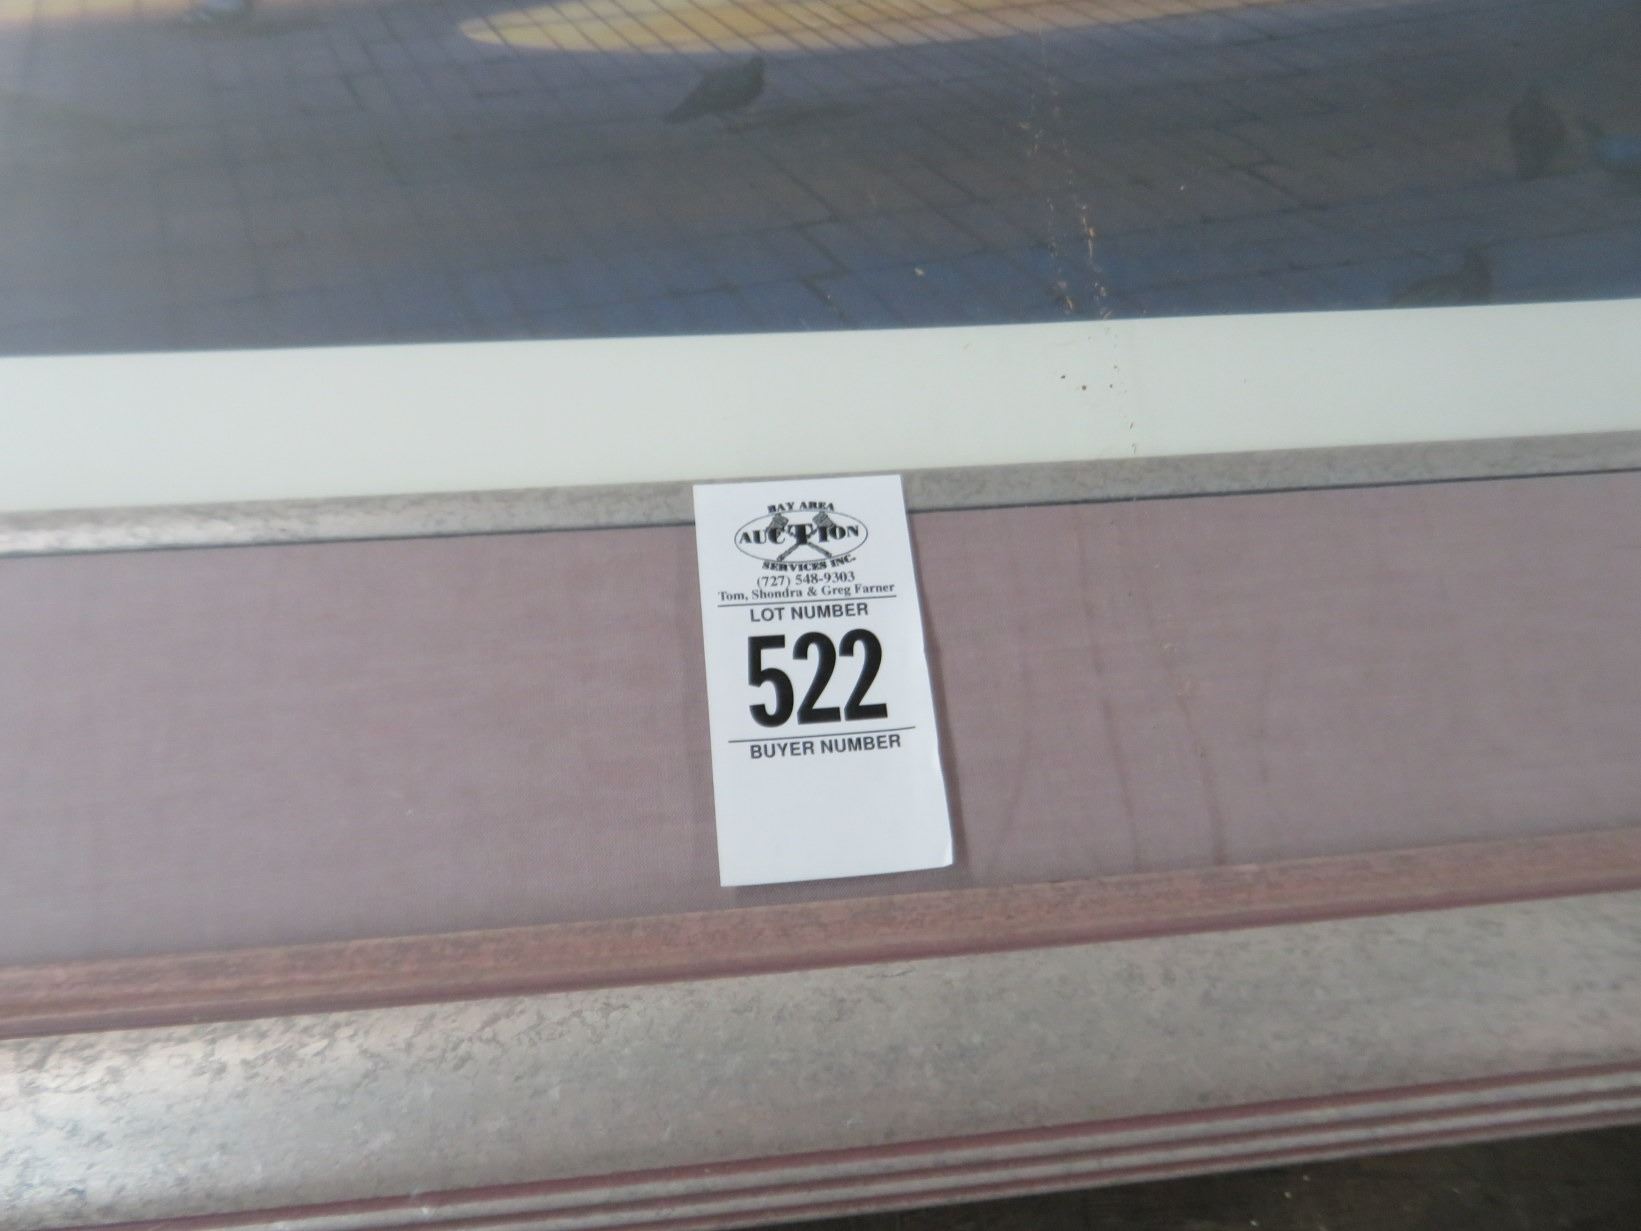 BAY AREA
AUCTION
SERVICES INC.
(727) 548-9303
Tom, Shondra & Greg Farner
LOT NUMBER
522
BUYER NUMBER